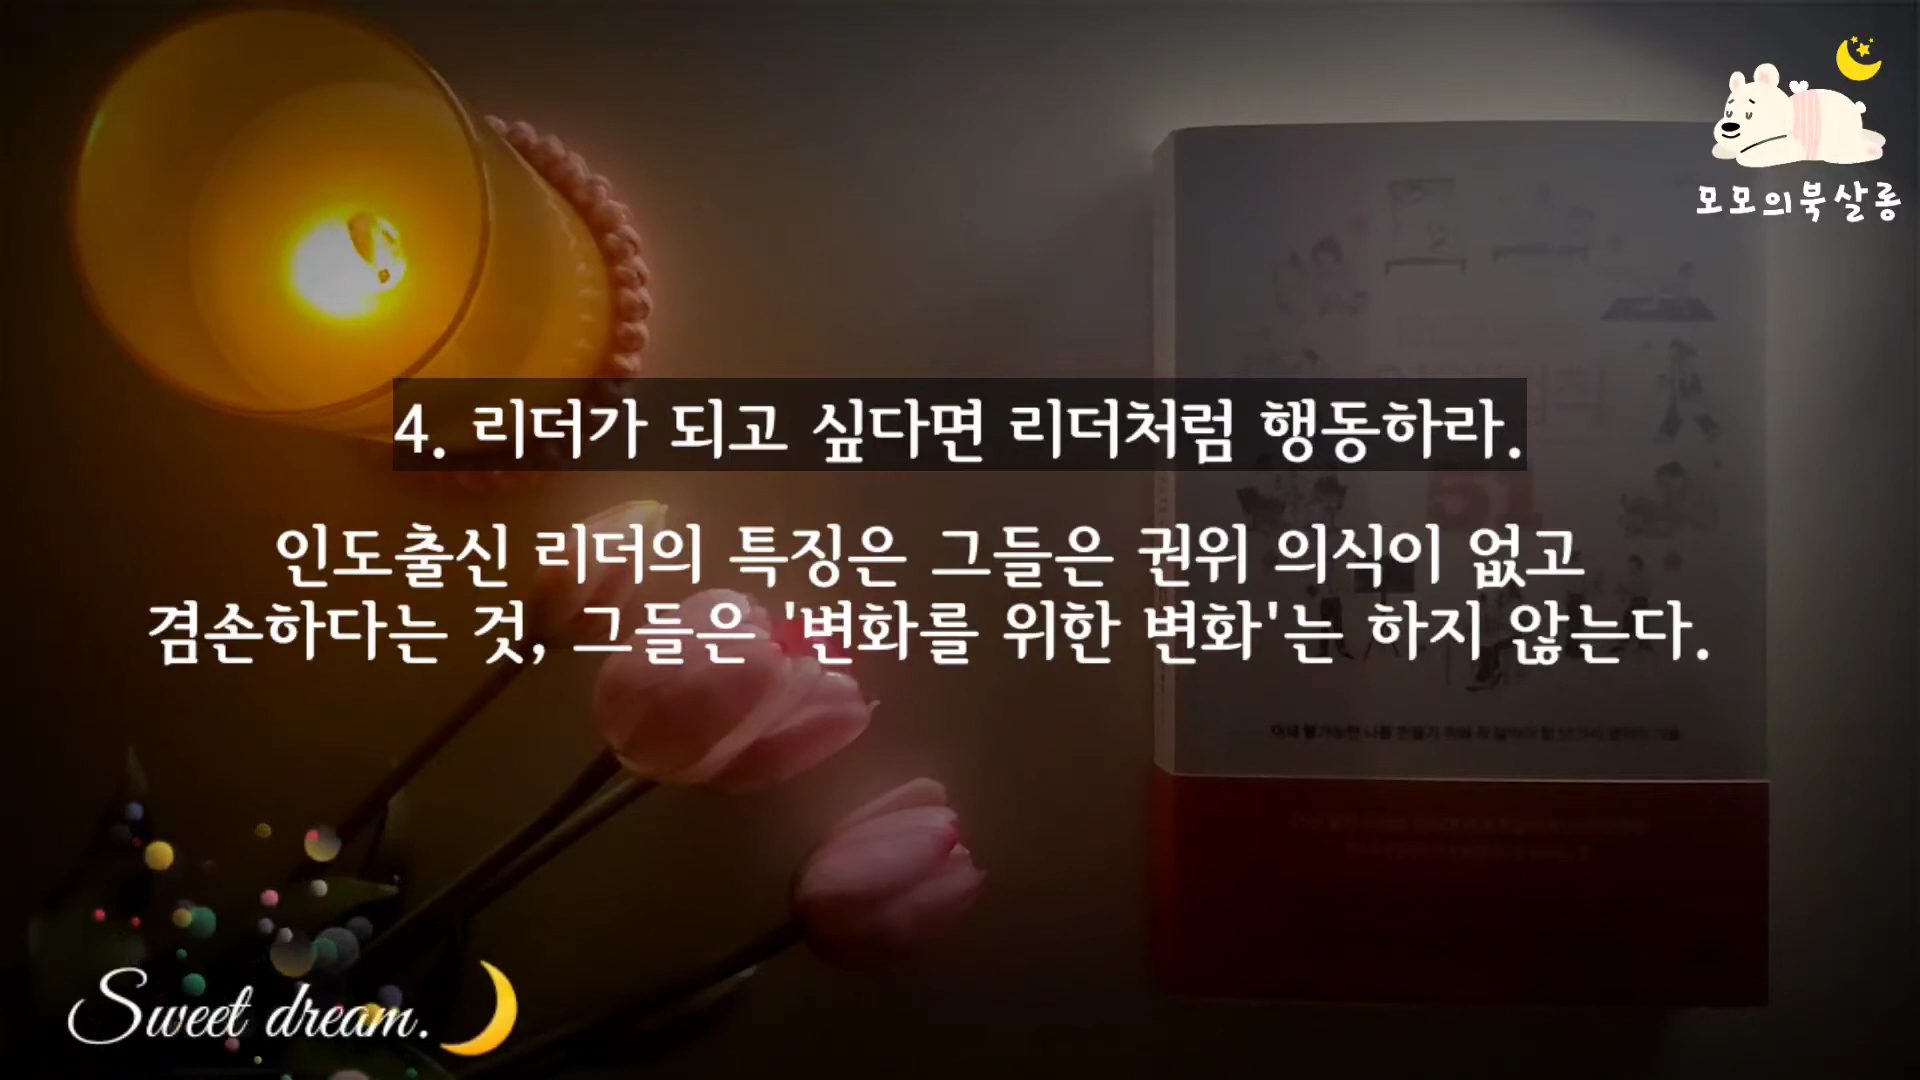 모모의북살롱
4. 리더가 되고 싶다면 리더처럼 행동하라.
인도출신 리더의 특징은 그들은 권위 의식이 없고
겸손하다는 것, 그들은 '변화를 위한 변화'는 하지 않는다.
51
Sweet dream.